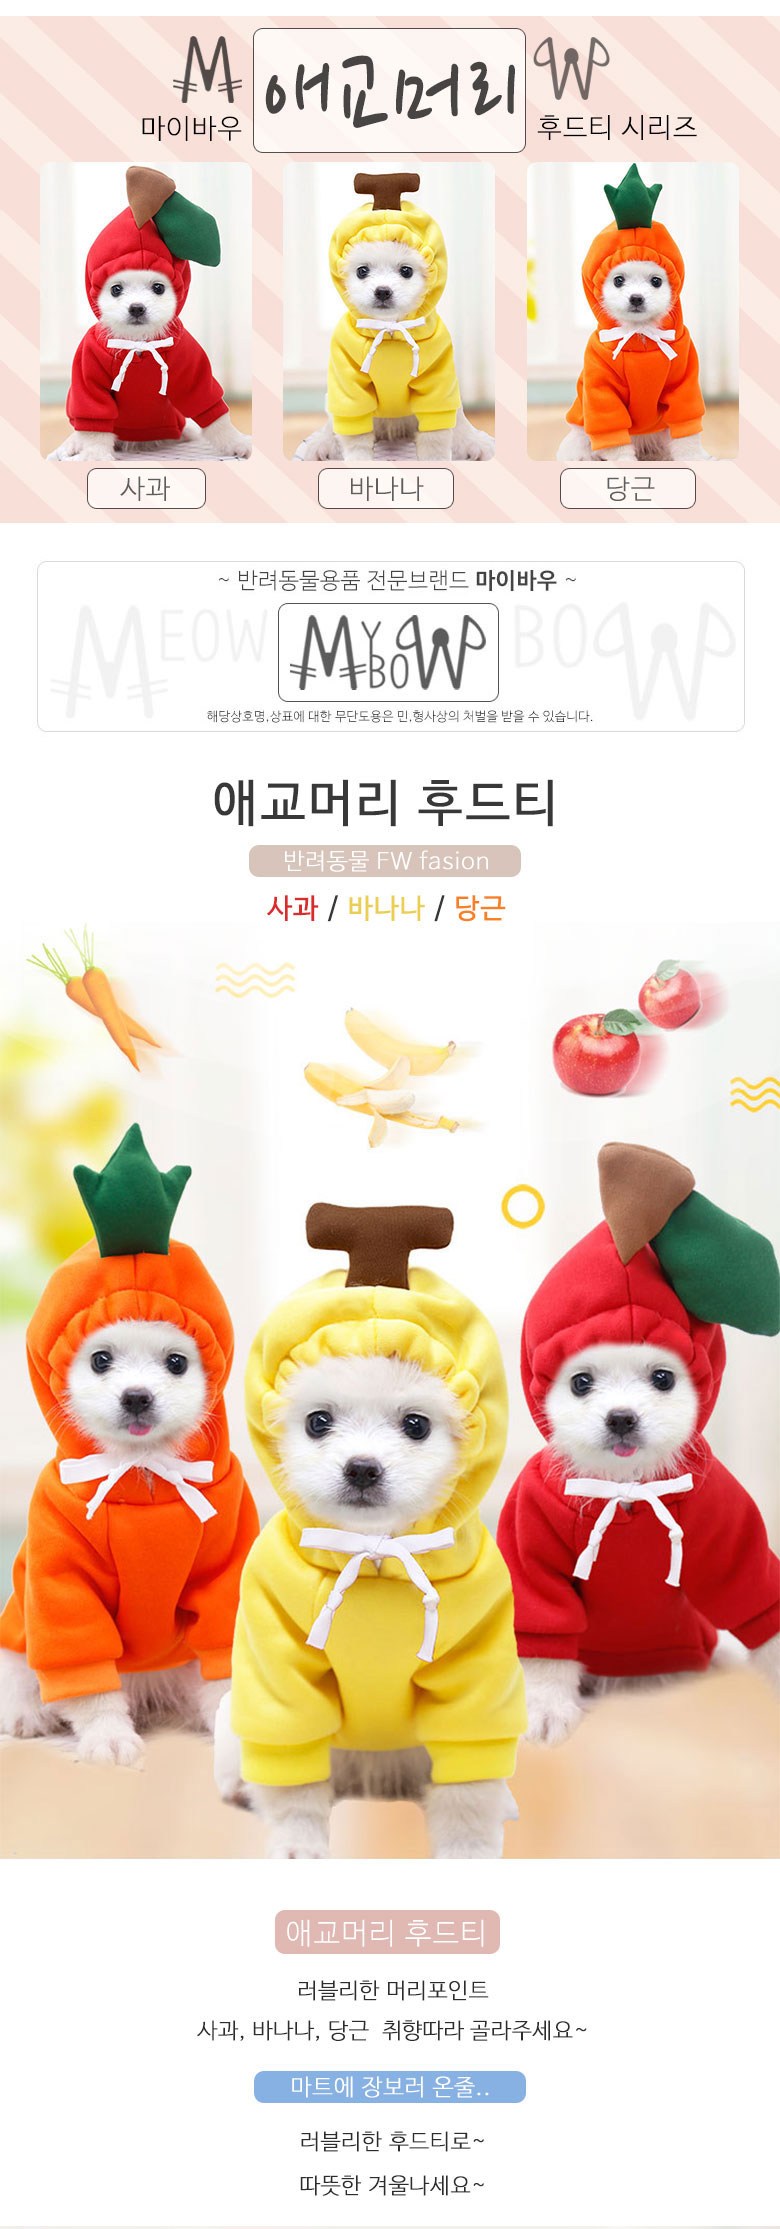 애교머리
마이바우
후드티 시리즈
사과
바나나
당근
~ 반려동물용품 전문브랜드 마이바우 ~
MEOW
MYBOW
BOW
해당상호명,상표에 대한 무단도용은 민,형사상의 처벌을 받을 수 있습니다.
애교머리 후드티
반려동물 FW fasion
사과 / 바나나 / 당근
애교머리 후드티
러블리한 머리포인트
사과, 바나나, 당근 취향따라 골라주세요~
마트에 장보러 온줄..
러블리한 후드티로~
따뜻한 겨울나세요~